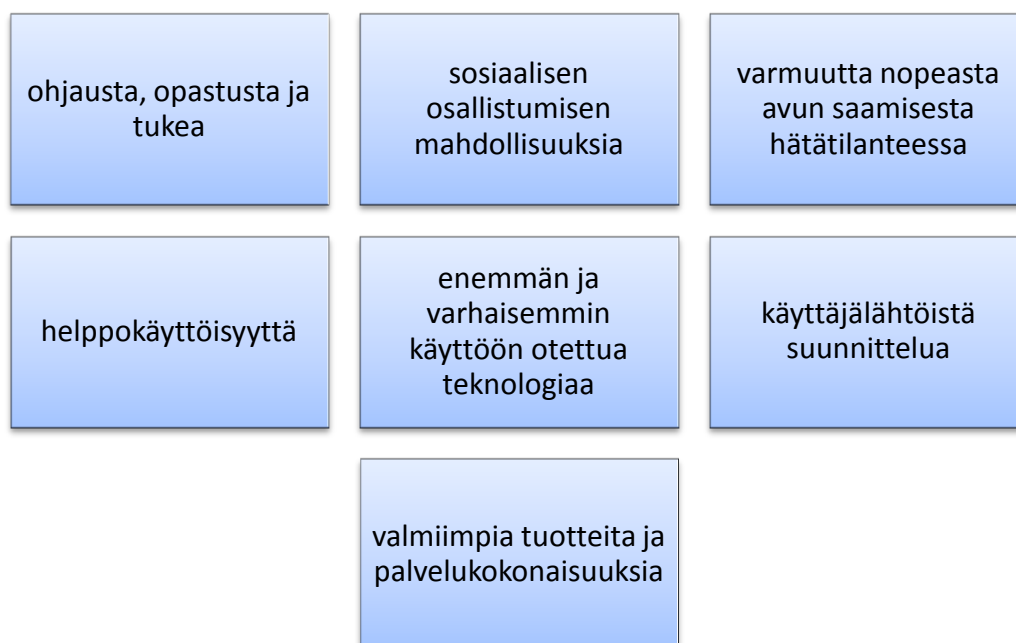 ohjausta, opastusta ja
tukea
sosiaalisen
osallistumisen
mahdollisuuksia
varmuutta nopeasta
avun saamisesta
hätätilanteessa
helppokäyttöisyyttä
enemmän ja
varhaisemmin
käyttöön otettua
teknologiaa
käyttäjälähtöistä
suunnittelua
valmiimpia tuotteita ja
palvelukokonaisuuksia